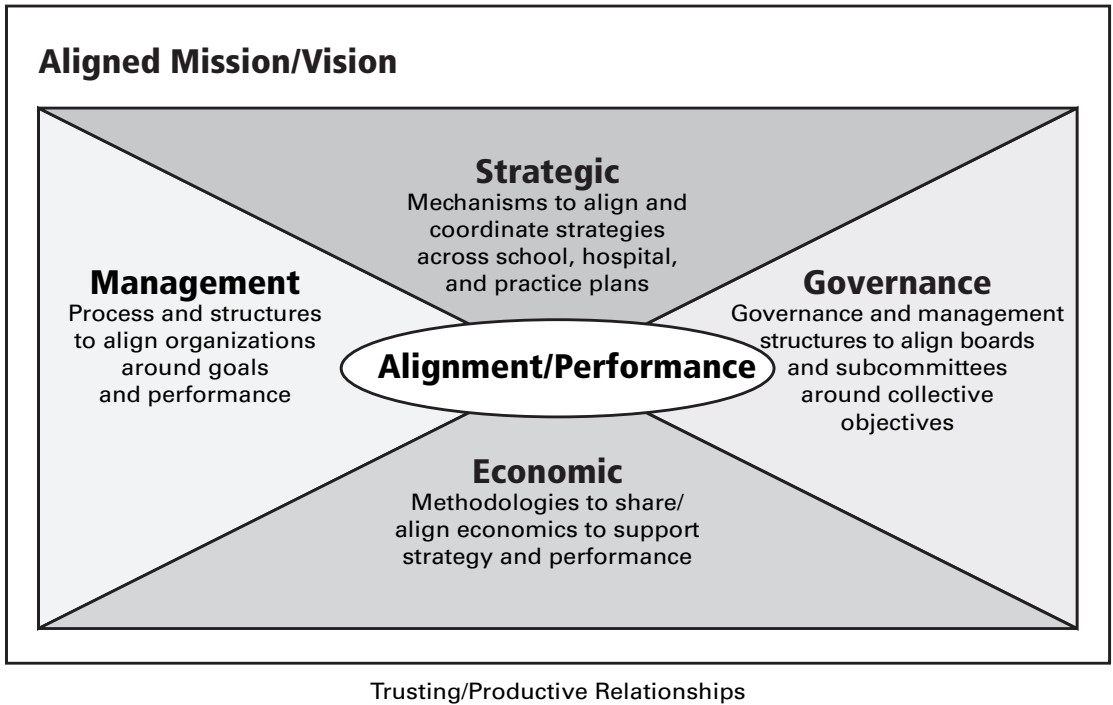 Aligned Mission/Vision
Strategic
Mechanisms to align and
coordinate strategies
across school, hospital,
and practice plans
Management
Process and structures
to align organizations
around goals
and performance
Alignment/Performance
Governance
Governance and management
structures to align boards
and subcommittees
around collective
objectives
Economic
Methodologies to share/
align economics to support
strategy and performance
Trusting/Productive Relationships